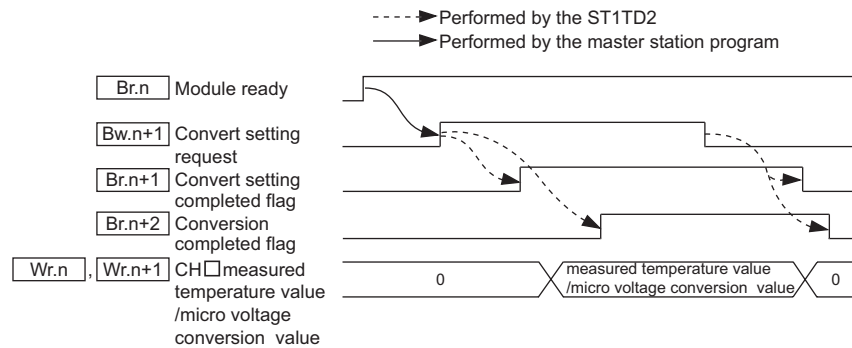 Performed by the ST1TD2
Performed by the master station program
Br.n Module ready
Bw.n+1 Convert setting
request
Br.n+1 Convert setting
completed flag
Br.n+2 Conversion
completed flag
Wr.n , Wr.n+1 CH□measured
temperature value
/micro voltage
conversion value
0
measured temperature value
/micro voltage conversion value
0